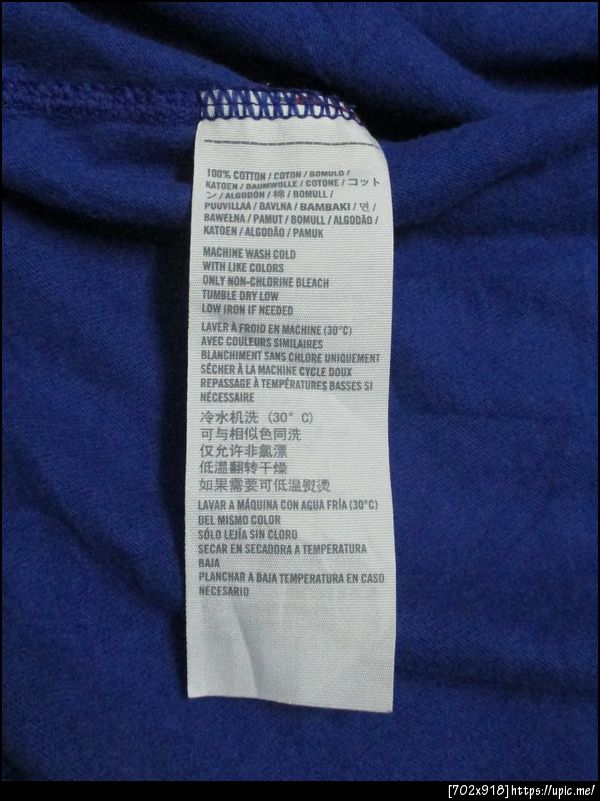 100% COTTON / COTON / BOMULD /
KATOEN / BAUMWOLLE / COTONE / コット
ン / ALGODÓN / 棉 / BOMULL /
PUUVILLAA / BAVLNA / BAMBAKI / 면 /
BAWEŁNA / PAMUT / BOMULL / ALGODÃO /
KATOEN / ALGODÃO / PAMUK
MACHINE WASH COLD
WITH LIKE COLORS
ONLY NON-CHLORINE BLEACH
TUMBLE DRY LOW
LOW IRON IF NEEDED
LAVER À FROID EN MACHINE (30°C)
AVEC COULEURS SIMILAIRES
BLANCHIMENT SANS CHLORE UNIQUEMENT
SÉCHER À LA MACHINE CYCLE DOUX
REPASSAGE À TEMPÉRATURES BASSES SI
NÉCESSAIRE
冷水机洗 (30° C)
可与相似色同洗
仅允许非氯漂
低温翻转干燥
如果需要可低温熨烫
LAVAR A MÁQUINA CON AGUA FRÍA (30°C)
DEL MISMO COLOR
SÓLO LEJÍA SIN CLORO
SECAR EN SECADORA A TEMPERATURA
BAJA
PLANCHAR A BAJA TEMPERATURA EN CASO
NECESARIO
[702x918]https://upic.me/